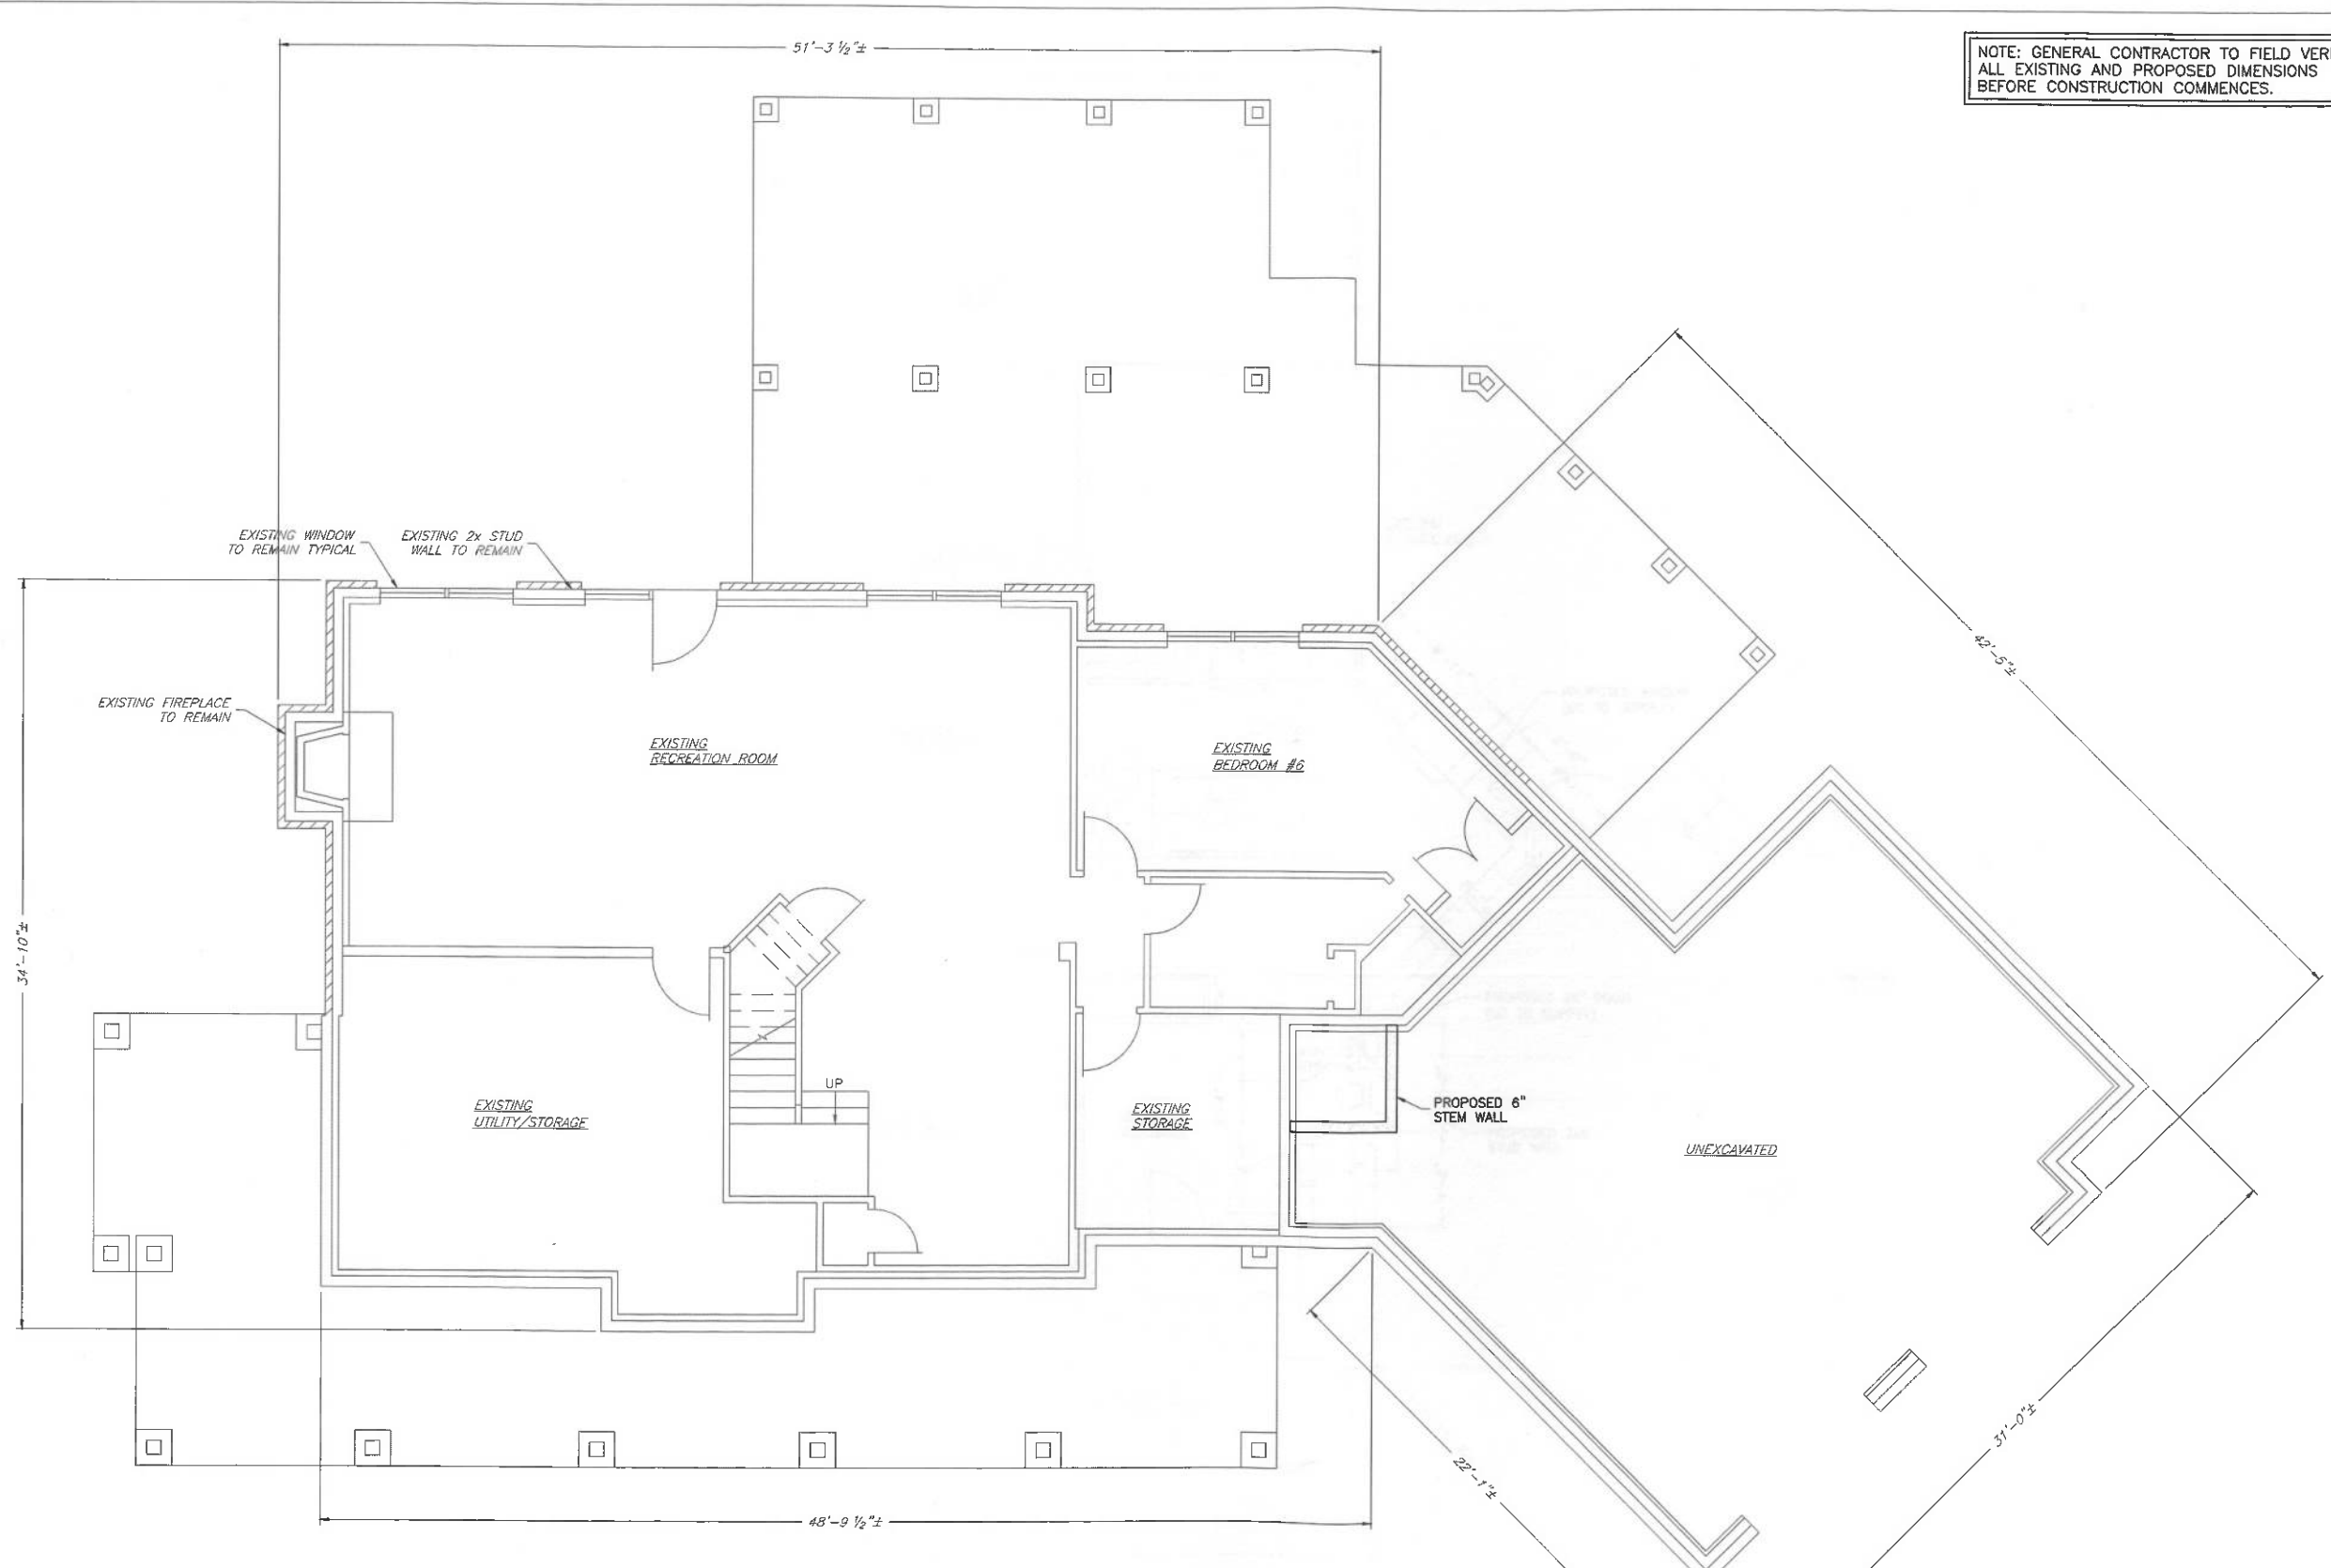 51'-3 ½"±
NOTE: GENERAL CONTRACTOR TO FIELD VERI
ALL EXISTING AND PROPOSED DIMENSIONS
BEFORE CONSTRUCTION COMMENCES.
EXISTING WINDOW
TO REMAIN TYPICAL
EXISTING 2x STUD
WALL TO REMAIN
42'-5"±
EXISTING FIREPLACE
TO REMAIN
EXISTING
RECREATION ROOM
EXISTING
BEDROOM #6
34'-10"±
UP
EXISTING
UTILITY/STORAGE
EXISTING
STORAGE
PROPOSED 6"
STEM WALL
UNEXCAVATED
31'-0"±
22'-1"±
48'-9 ½"±